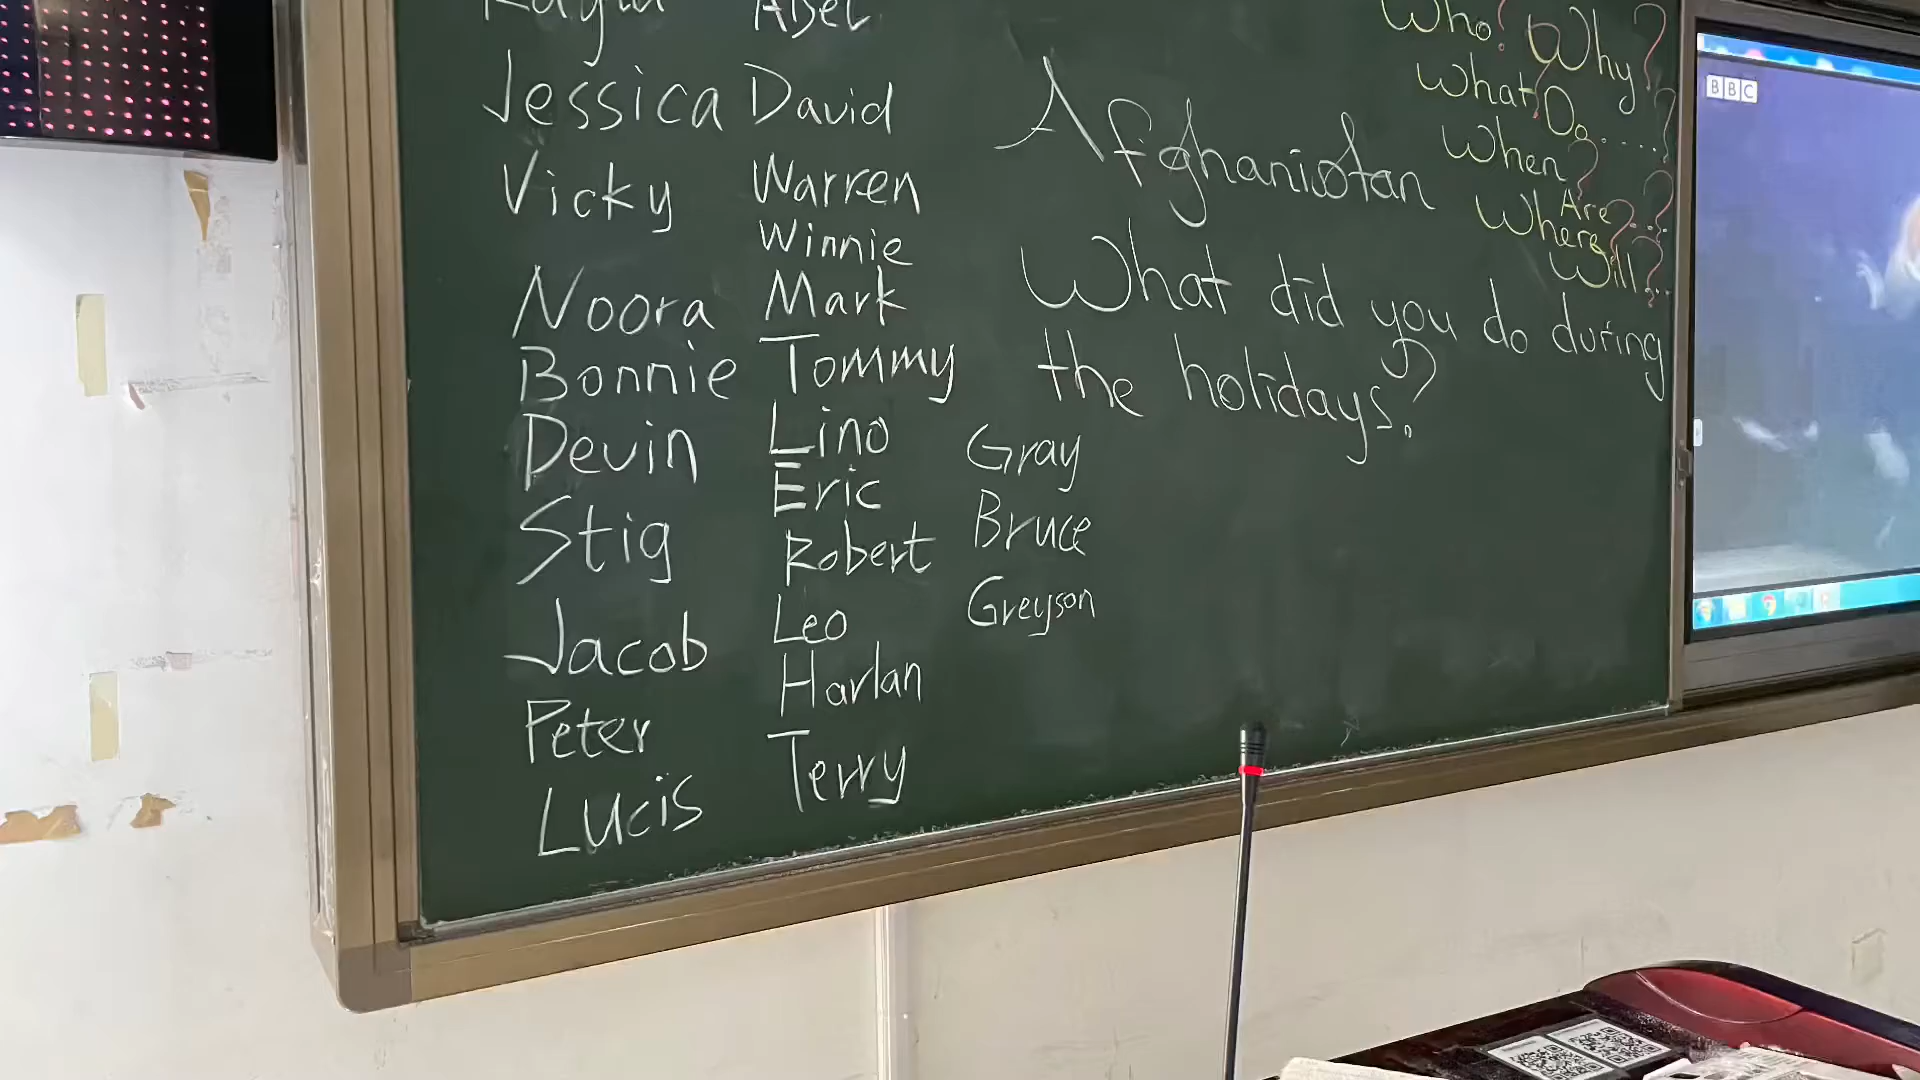 ABEL
Jessica David
Vicky Warren
Winnie
Noora Mark
Bonnie Tommy
Devin Lino
Stig Eric
Robert
Jacob Leo
Peter Harlan
Lucis Terry
Gray
Bruce
Greyson
Afghanistan
What did you do during
the holidays?
Who? Why?
What? Do.....?
When?
Are...?
Where?
Will...?
BBC